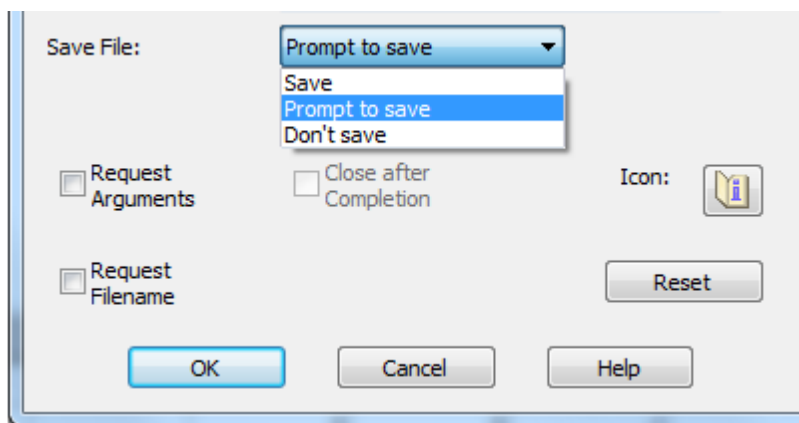 Save File: Prompt to save
Save
Prompt to save
Don't save
Request
Arguments
Close after
Completion
Icon:
Request
Filename
Reset
OK Cancel Help